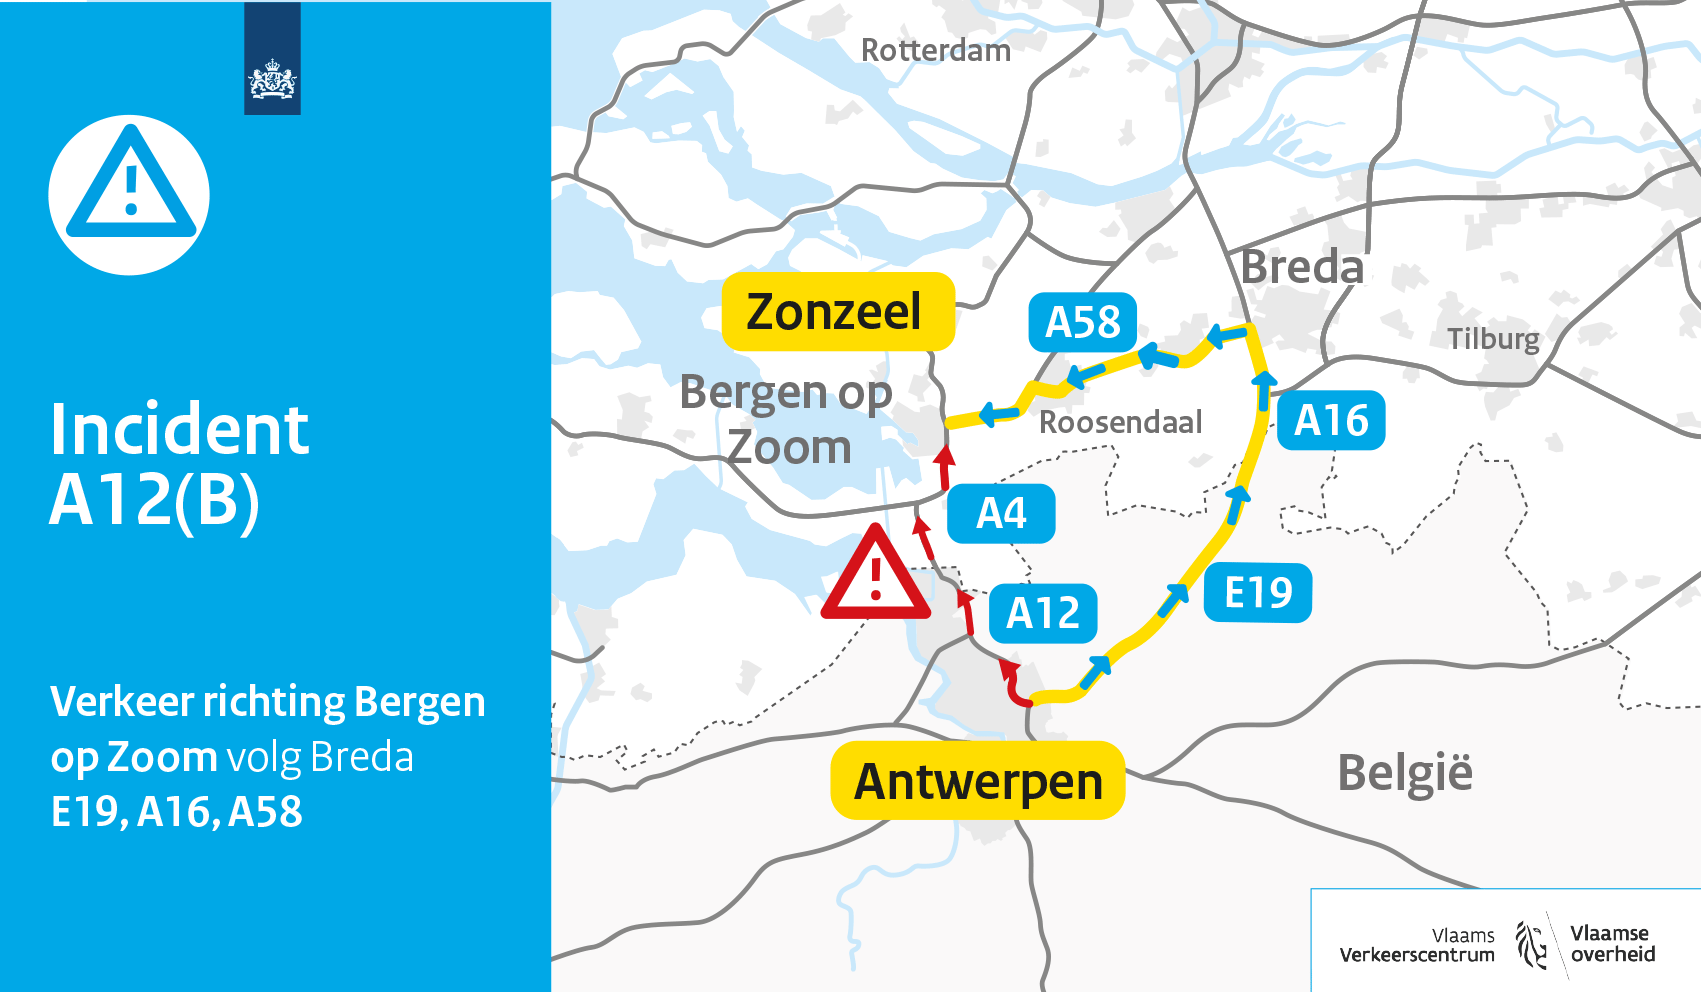 Incident
A12(B)
Verkeer richting Bergen
op Zoom volg Breda
E19, A16, A58
Rotterdam
Breda
Zonzeel
A58
Tilburg
Bergen op
Zoom
Roosendaal
A16
A4
E19
A12
België
Antwerpen
Vlaams
Verkeerscentrum
Vlaamse
overheid